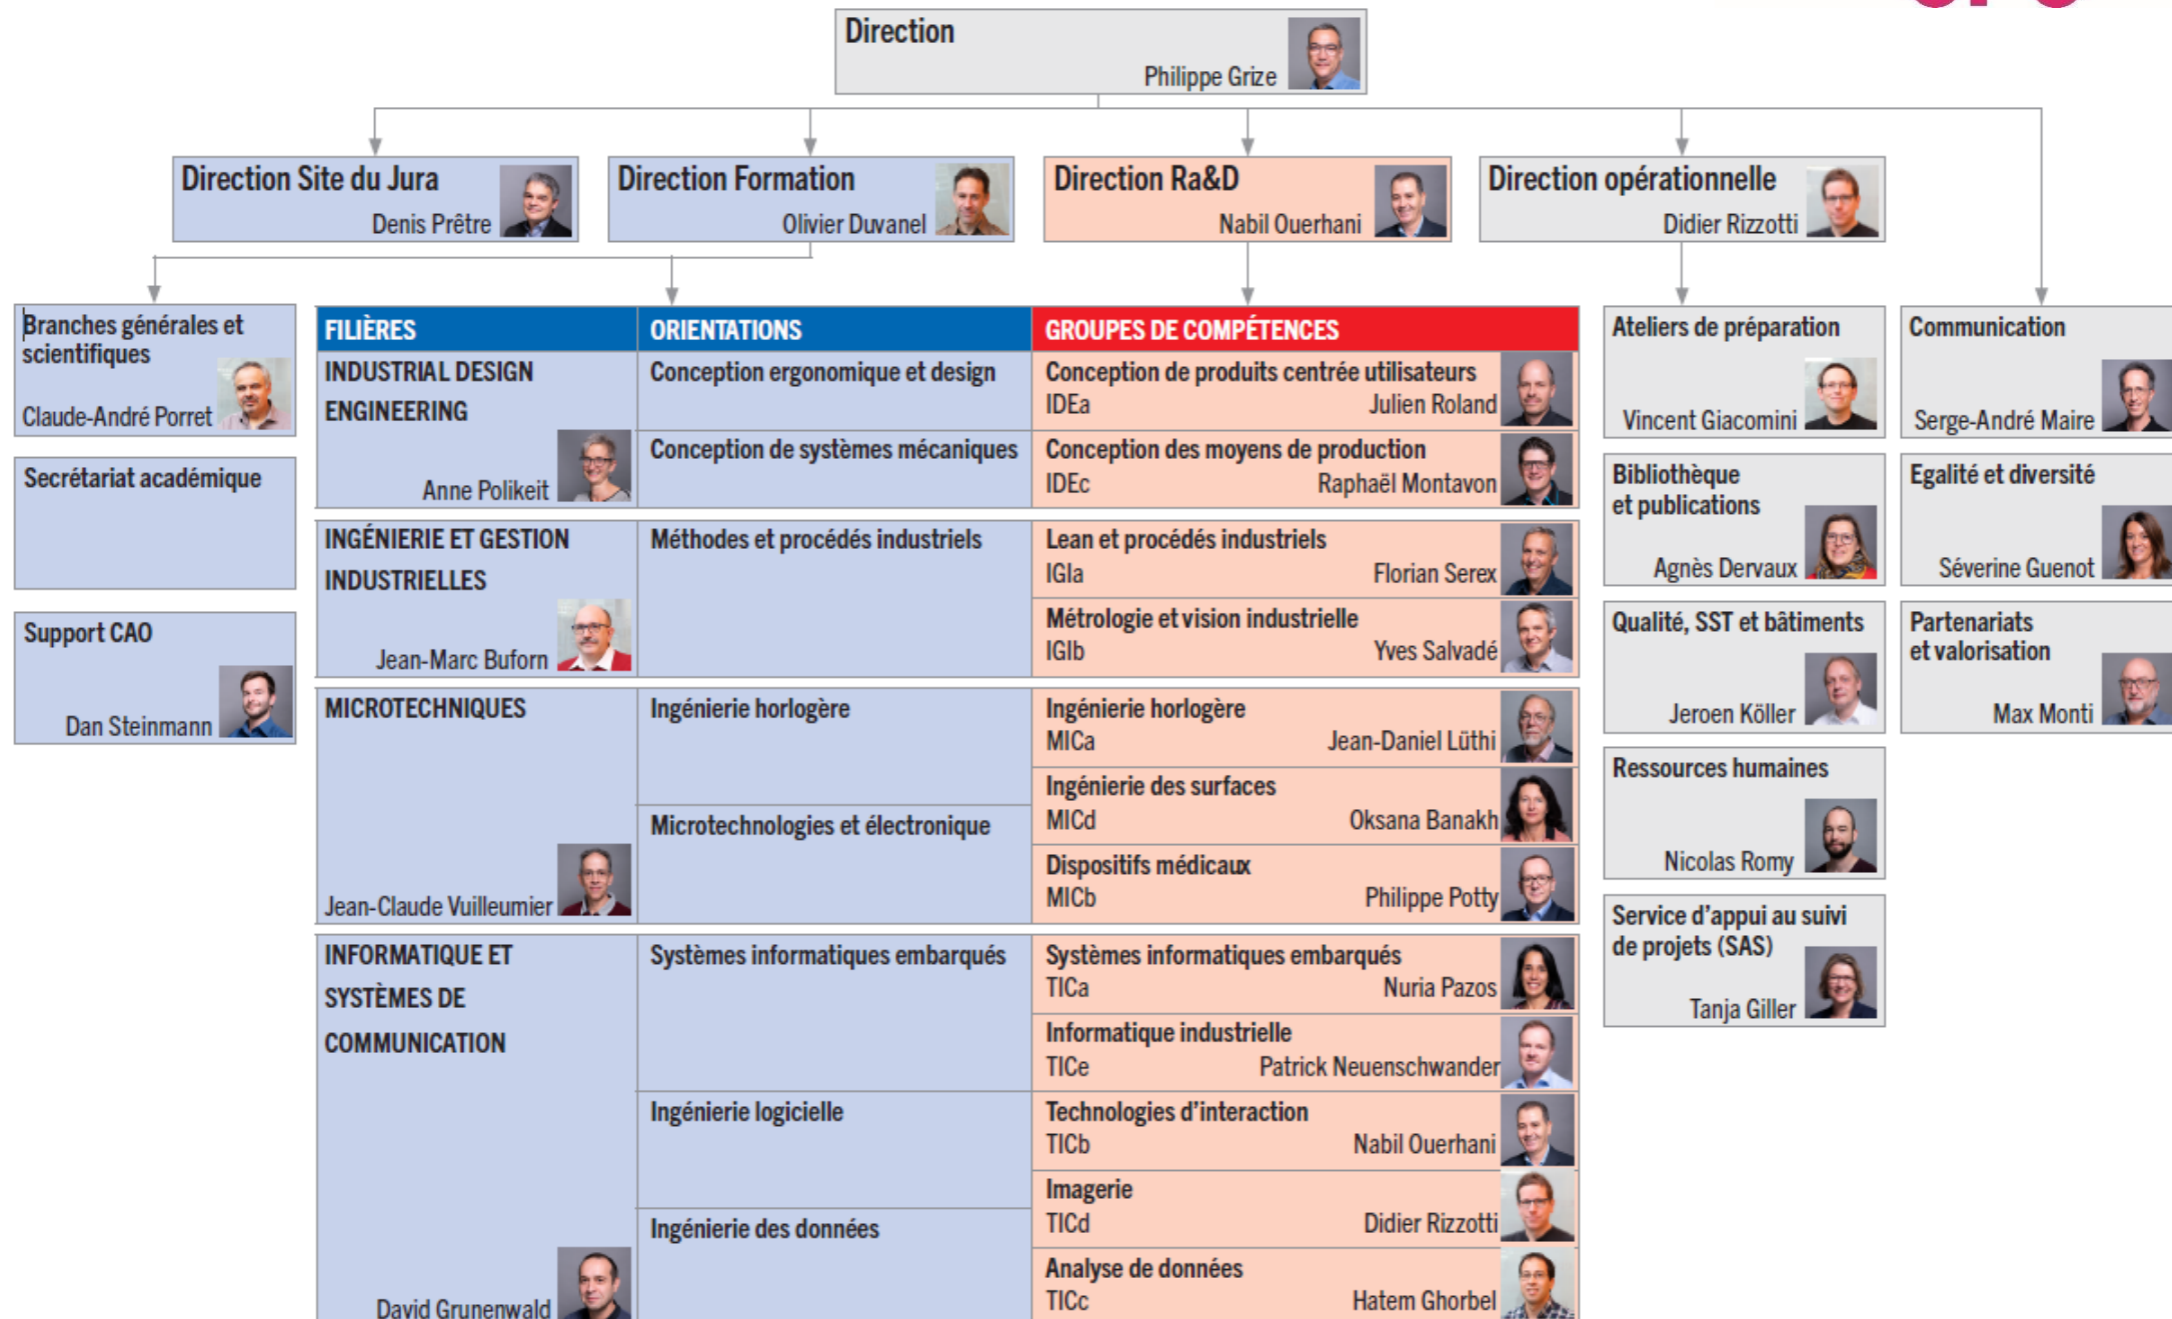 Direction
Philippe Grize
Direction Site du Jura
Denis Prêtre
Direction Formation
Olivier Duvanel
Direction Ra&D
Nabil Ouerhani
Direction opérationnelle
Didier Rizzotti
Branches générales et
scientifiques
Claude-André Porret
Secrétariat académique
Support CAO
Dan Steinmann
FILIÈRES
ORIENTATIONS
GROUPES DE COMPÉTENCES
INDUSTRIAL DESIGN
ENGINEERING
Anne Polikeit
Conception ergonomique et design
Conception de systèmes mécaniques
Conception de produits centrée utilisateurs
IDEa Julien Roland
Conception des moyens de production
IDEc Raphaël Montavon
INGÉNIERIE ET GESTION
INDUSTRIELLES
Jean-Marc Buforn
Méthodes et procédés industriels
Lean et procédés industriels
IGIa Florian Serex
Métrologie et vision industrielle
IGIb Yves Salvadé
MICROTECHNIQUES
Jean-Claude Vuilleumier
Ingénierie horlogère
Microtechnologies et électronique
Ingénierie horlogère
MICa Jean-Daniel Lüthi
Ingénierie des surfaces
MICd Oksana Banakh
Dispositifs médicaux
MICb Philippe Potty
INFORMATIQUE ET
SYSTÈMES DE
COMMUNICATION
David Grunenwald
Systèmes informatiques embarqués
Ingénierie logicielle
Ingénierie des données
Systèmes informatiques embarqués
TICa Nuria Pazos
Informatique industrielle
TICe Patrick Neuenschwander
Technologies d'interaction
TICb Nabil Ouerhani
Imagerie
TICd Didier Rizzotti
Analyse de données
TICc Hatem Ghorbel
Ateliers de préparation
Vincent Giacomini
Bibliothèque
et publications
Agnès Dervaux
Qualité, SST et bâtiments
Jeroen Köller
Ressources humaines
Nicolas Romy
Service d'appui au suivi
de projets (SAS)
Tanja Giller
Communication
Serge-André Maire
Egalité et diversité
Séverine Guenot
Partenariats
et valorisation
Max Monti